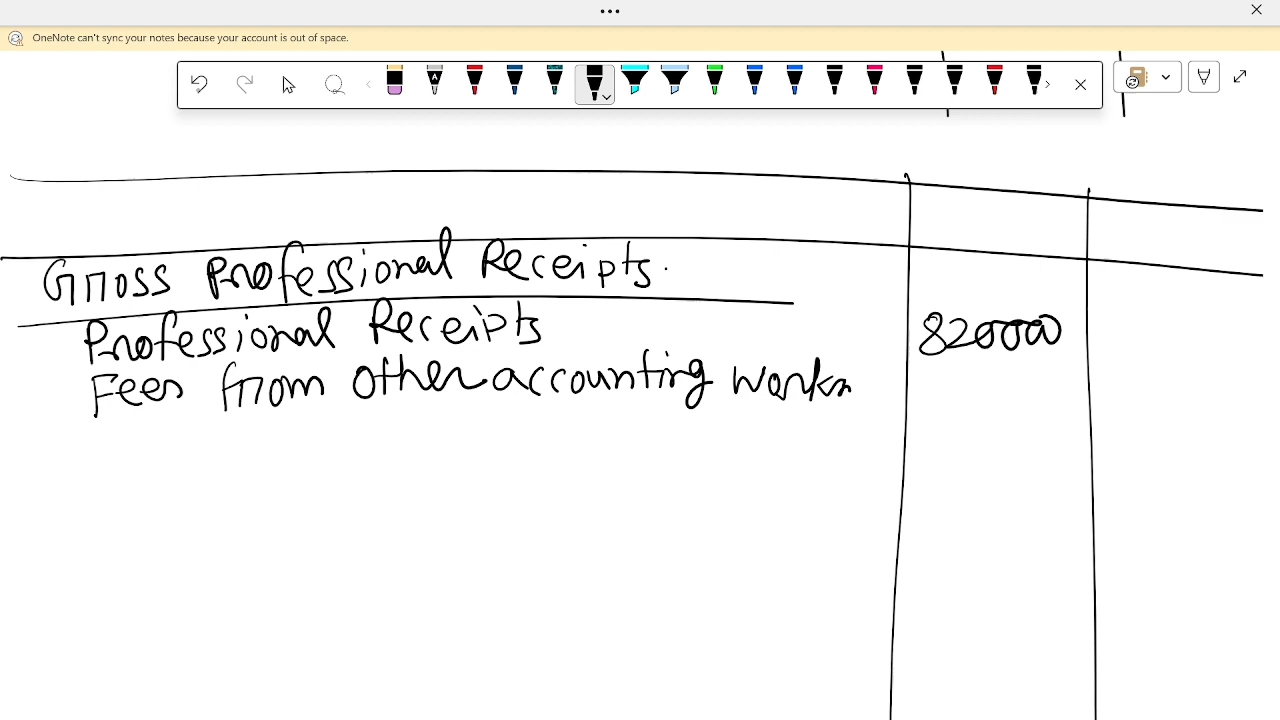 OneNote can't sync your notes because your account is out of space.
Gross Professional Receipts.
Professional Receipts 820000
Fees from other accounting works